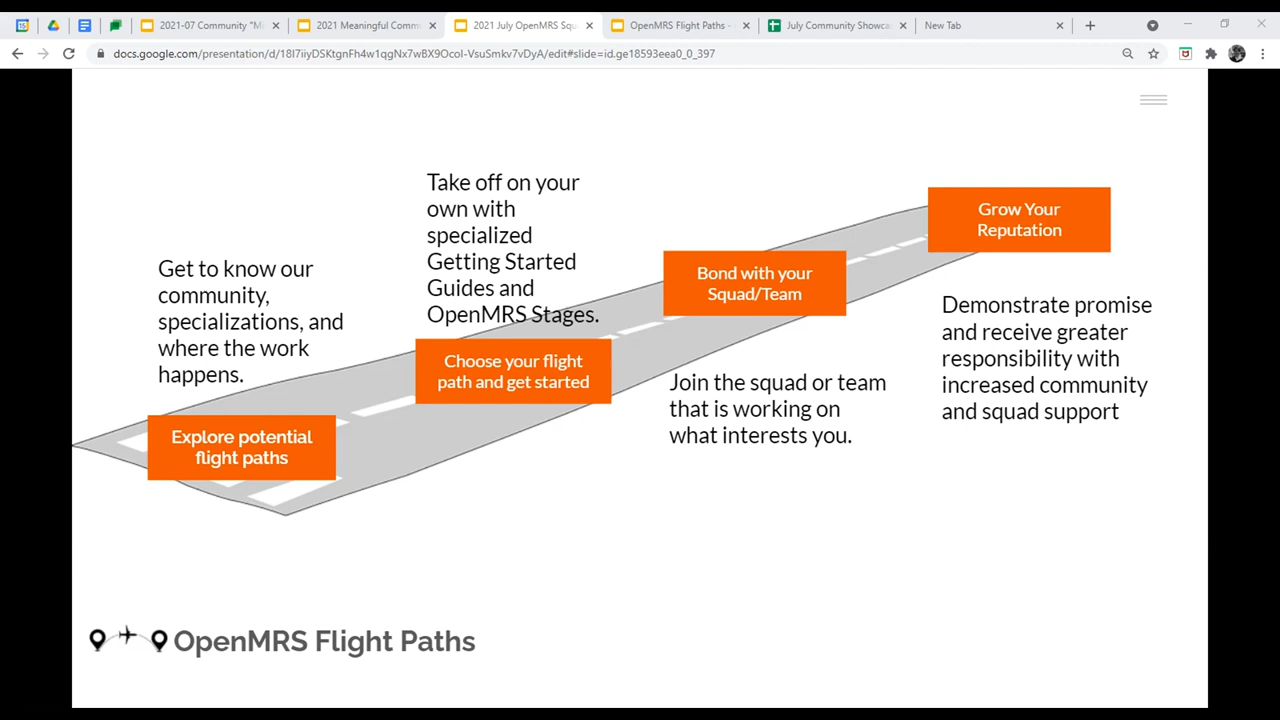 2021-07 Community "Mi
2021 Meaningful Commu
2021 July OpenMRS Squ
OpenMRS Flight Paths -
July Community Showca
New Tab
docs.google.com/presentation/d/18I7iiyDSKtgnFh4w1qgNx7wBX9OcoI-VsuSmkv7vDyA/edit#slide=id.ge18593eea0_0_397
Get to know our
community,
specializations, and
where the work
happens.
Explore potential
flight paths
Take off on your
own with
specialized
Getting Started
Guides and
OpenMRS Stages.
Choose your flight
path and get started
Bond with your
Squad/Team
Join the squad or team
that is working on
what interests you.
Grow Your
Reputation
Demonstrate promise
and receive greater
responsibility with
increased community
and squad support
OpenMRS Flight Paths